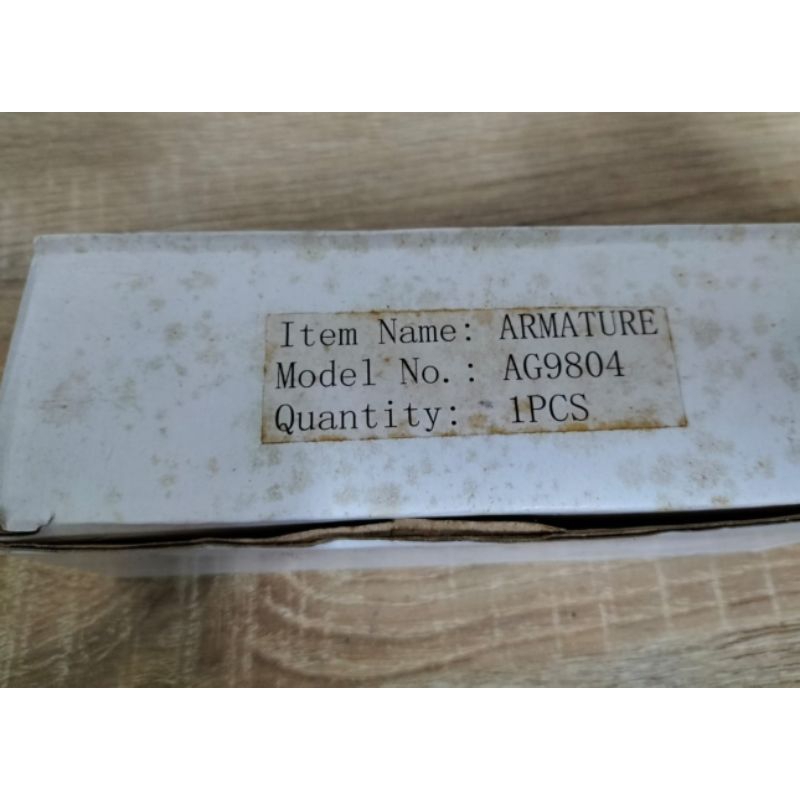 Item Name: ARMATURE
Model No.: AG9804
Quantity: 1PCS